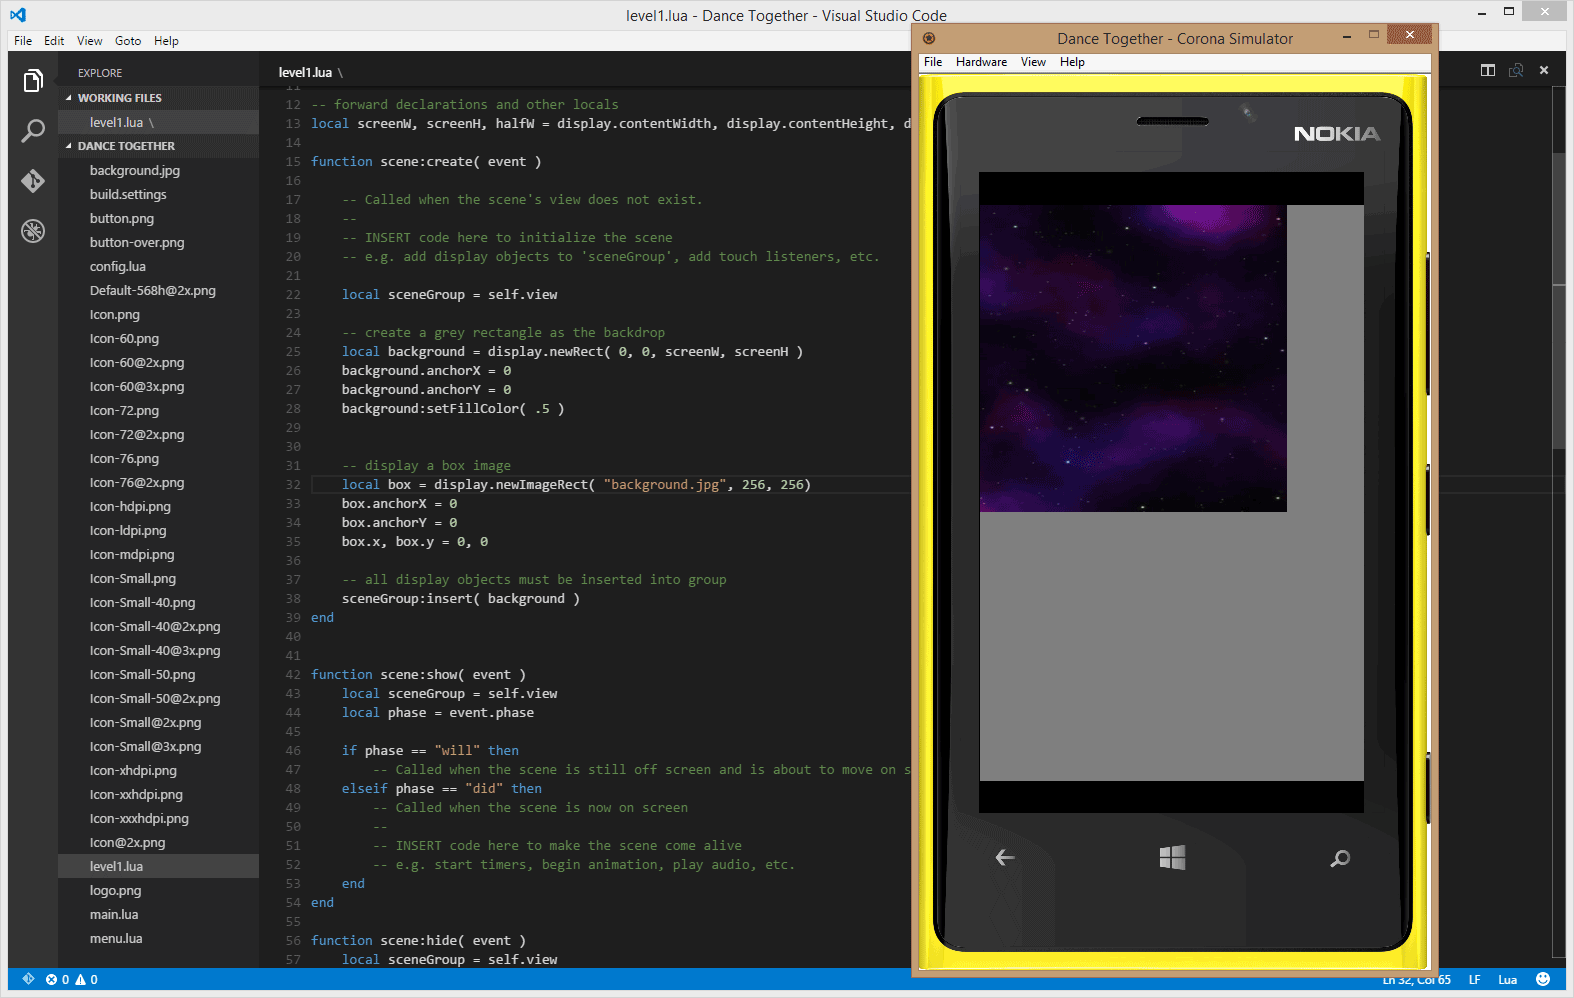 level1.lua - Dance Together - Visual Studio Code
File Edit View Goto Help
EXPLORE
WORKING FILES
level1.lua \
DANCE TOGETHER
background.jpg
build.settings
button.png
button-over.png
config.lua
Default-568h@2x.png
Icon.png
Icon-60.png
Icon-60@2x.png
Icon-60@3x.png
Icon-72.png
Icon-72@2x.png
Icon-76.png
Icon-76@2x.png
Icon-hdpi.png
Icon-ldpi.png
Icon-mdpi.png
Icon-Small.png
Icon-Small-40.png
Icon-Small-40@2x.png
Icon-Small-40@3x.png
Icon-Small-50.png
Icon-Small-50@2x.png
Icon-Small@2x.png
Icon-Small@3x.png
Icon-xhdpi.png
Icon-xxhdpi.png
Icon-xxxhdpi.png
Icon@2x.png
level1.lua
logo.png
main.lua
menu.lua
level1.lua \
11
12 -- forward declarations and other locals
13 local screenW, screenH, halfW = display.contentWidth, display.contentHeight, d
14
15 function scene:create( event )
16
17     -- Called when the scene's view does not exist.
18     --
19     -- INSERT code here to initialize the scene
20     -- e.g. add display objects to 'sceneGroup', add touch listeners, etc.
21
22     local sceneGroup = self.view
23
24     -- create a grey rectangle as the backdrop
25     local background = display.newRect( 0, 0, screenW, screenH )
26     background.anchorX = 0
27     background.anchorY = 0
28     background:setFillColor( .5 )
29
30
31     -- display a box image
32     local box = display.newImageRect( "background.jpg", 256, 256)
33     box.anchorX = 0
34     box.anchorY = 0
35     box.x, box.y = 0, 0
36
37     -- all display objects must be inserted into group
38     sceneGroup:insert( background )
39 end
40
41
42 function scene:show( event )
43     local sceneGroup = self.view
44     local phase = event.phase
45
46     if phase == "will" then
47         -- Called when the scene is still off screen and is about to move on s
48     elseif phase == "did" then
49         -- Called when the scene is now on screen
50         --
51         -- INSERT code here to make the scene come alive
52         -- e.g. start timers, begin animation, play audio, etc.
53     end
54 end
55
56 function scene:hide( event )
57     local sceneGroup = self.view
Dance Together - Corona Simulator
File Hardware View Help
NOKIA
0 0
Ln 32, Col 65 LF Lua